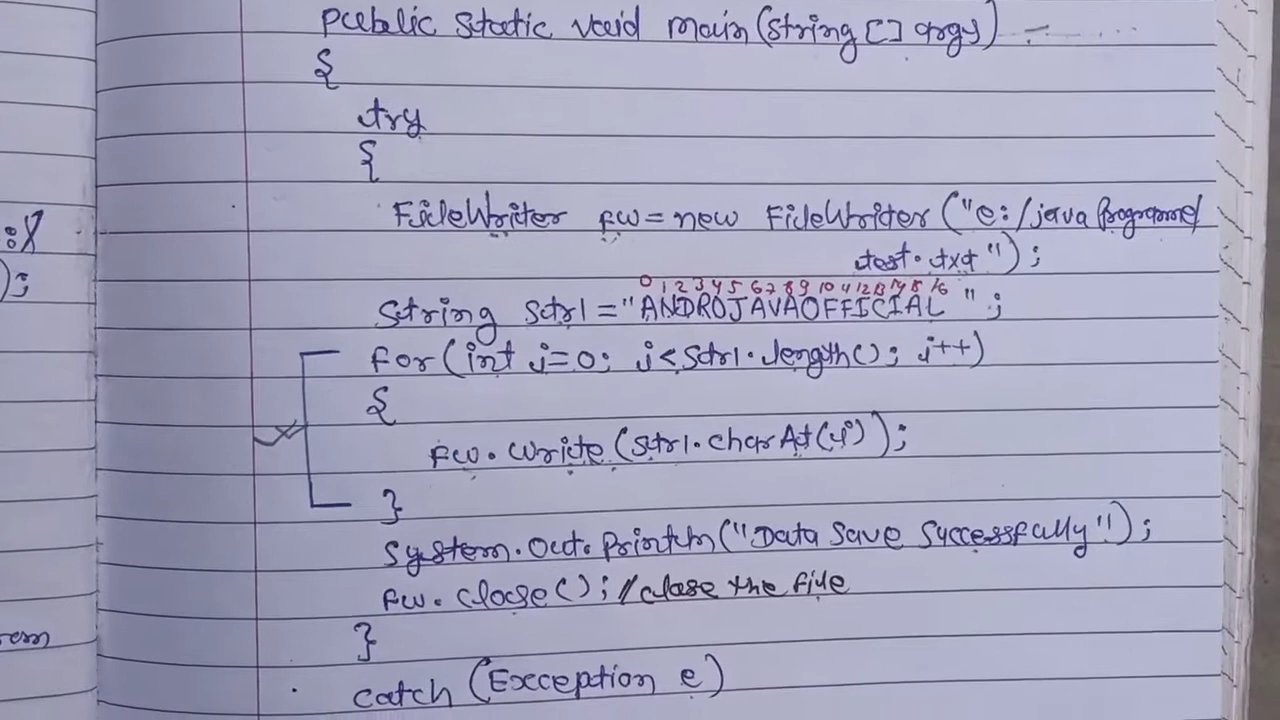 public static void main(String [] args)
{
try
{
FileWriter fw = new FileWriter ("e:/java Programs/
test.txt");
0 1 2 3 4 5 6 7 8 9 10 11 12 13 14 15 16
String str1 = "ANDROJAVAOFFICIAL ";
for(int i=0; i<str1.length(); i++)
{
fw.write(str1.charAt(i));
}
System.out.println("Data Save Successfully");
fw.close(); //close the file
}
catch (Exception e)
:
);